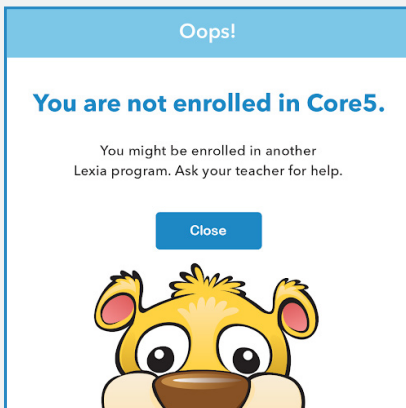 Oops!
You are not enrolled in Core5.
You might be enrolled in another
Lexia program. Ask your teacher for help.
Close